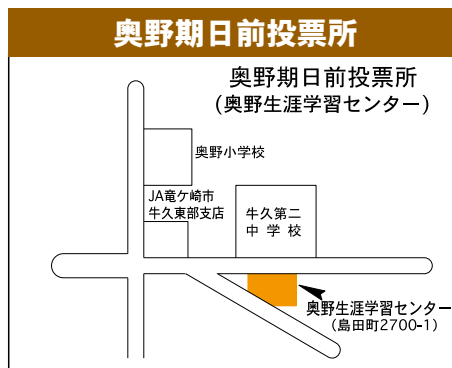 奥野期日前投票所
奥野期日前投票所
(奥野生涯学習センター)
奥野小学校
JA竜ケ崎市
牛久東部支店
牛久第二
中学校
奥野生涯学習センター
（島田町2700-1）